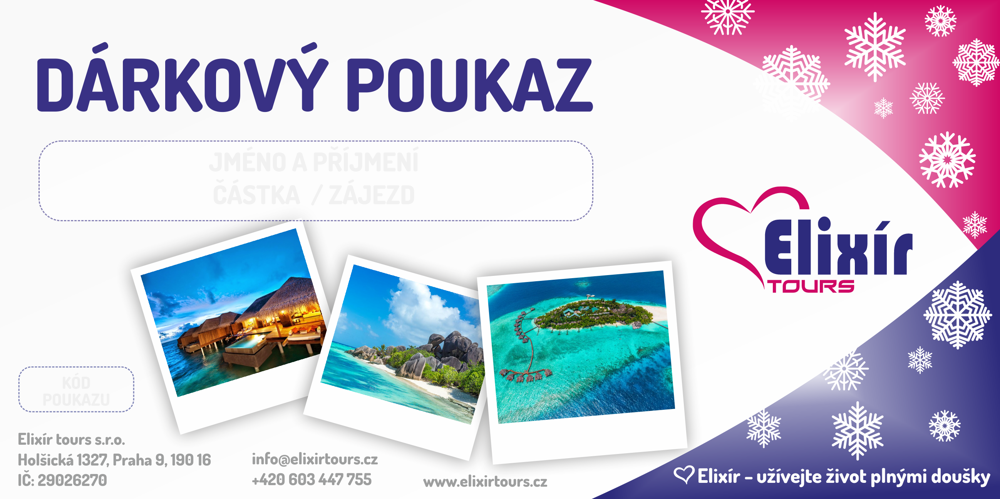 DÁRKOVÝ POUKAZ
JMÉNO A PŘÍJMENÍ
ČÁSTKA / ZÁJEZD
Elixír
TOURS
KÓD
POUKAZU
Elixír tours s.r.o.
Holšická 1327, Praha 9, 190 16
IČ: 29026270
info@elixirtours.cz
+420 603 447 755
www.elixirtours.cz
Elixír – užívejte život plnými doušky